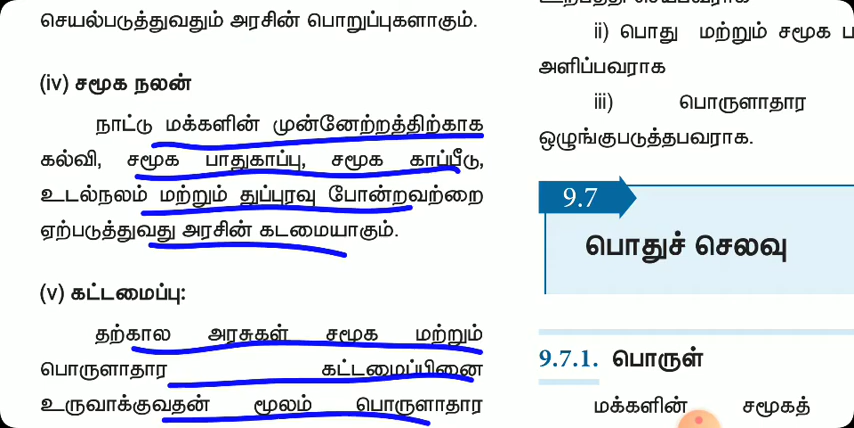 செயல்படுத்துவதும் அரசின் பொறுப்புகளாகும்.
(iv) சமூக நலன்
நாட்டு மக்களின் முன்னேற்றத்திற்காக
கல்வி, சமூக பாதுகாப்பு, சமூக காப்பீடு,
உடல்நலம் மற்றும் துப்புரவு போன்றவற்றை
ஏற்படுத்துவது அரசின் கடமையாகும்.
(v) கட்டமைப்பு:
தற்கால அரசுகள் சமூக மற்றும்
பொருளாதார கட்டமைப்பினை
உருவாக்குவதன் மூலம் பொருளாதார
ii) பொது மற்றும் சமூக ப
அளிப்பவராக
iii) பொருளாதார
ஒழுங்குபடுத்தபவராக.
9.7
பொதுச் செலவு
9.7.1. பொருள்
மக்களின் சமூகத்